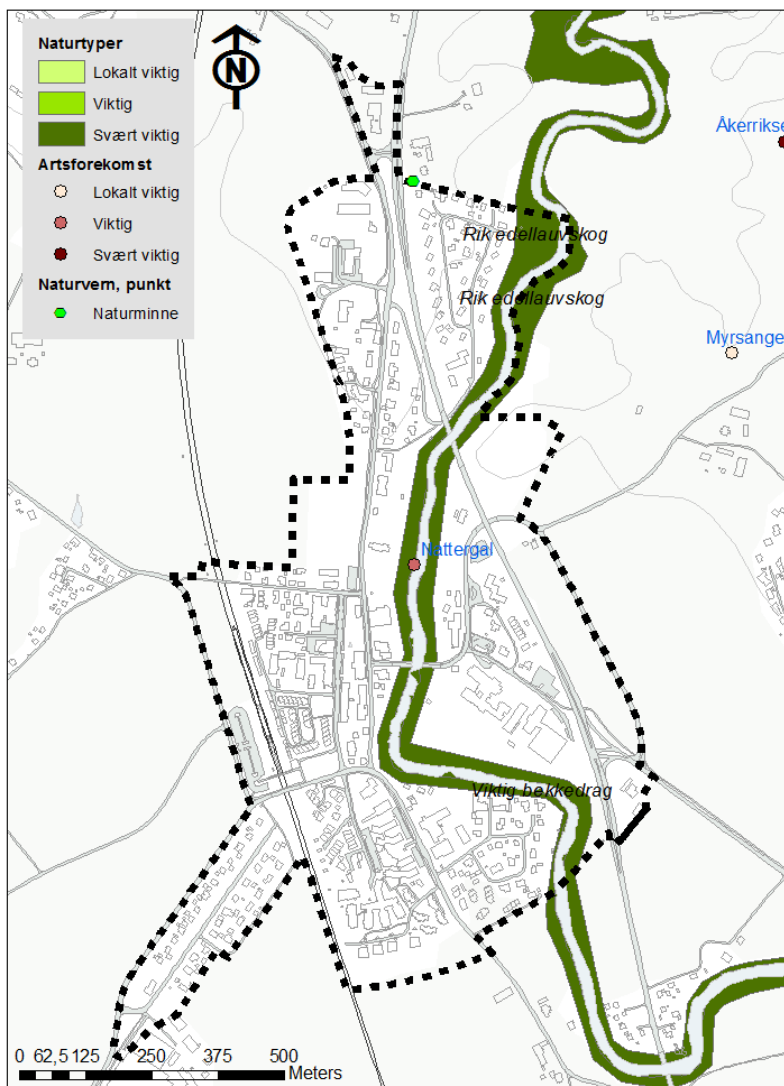 Naturtyper
Lokalt viktig
Viktig
Svært viktig
Artsforekomst
Lokalt viktig
Viktig
Svært viktig
Naturvern, punkt
Naturminne
N
Åkerrikse
Rik edellauvskog
Rik edellauvskog
Myrsange
Nattergal
Viktig bekkedrag
0 62,5 125 250 375 500
Meters